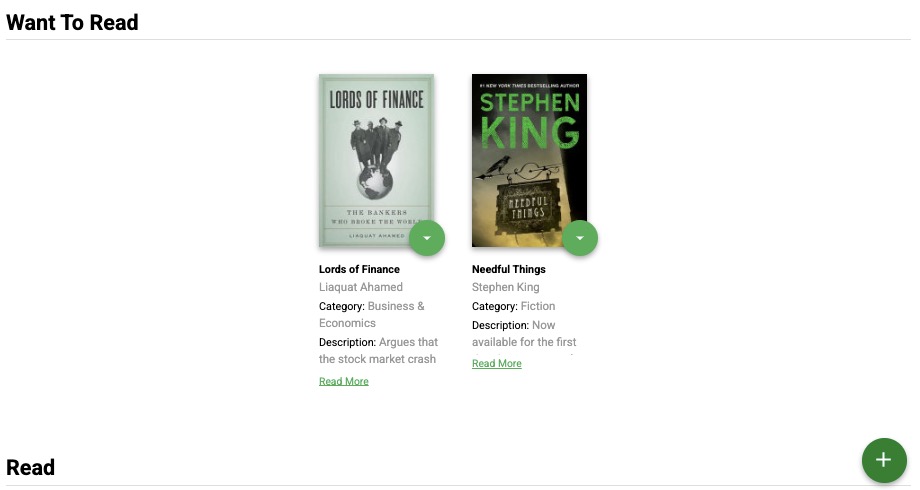 Want To Read
LORDS OF FINANCE
THE BANKERS
WHO BROKE THE WORLD
LIAQUAT AHAMED
Lords of Finance
Liaquat Ahamed
Category: Business &
Economics
Description: Argues that
the stock market crash
Read More
#1 NEW YORK TIMES BESTSELLING AUTHOR
STEPHEN
KING
NEEDFUL
THINGS
Needful Things
Stephen King
Category: Fiction
Description: Now
available for the first
Read More
Read